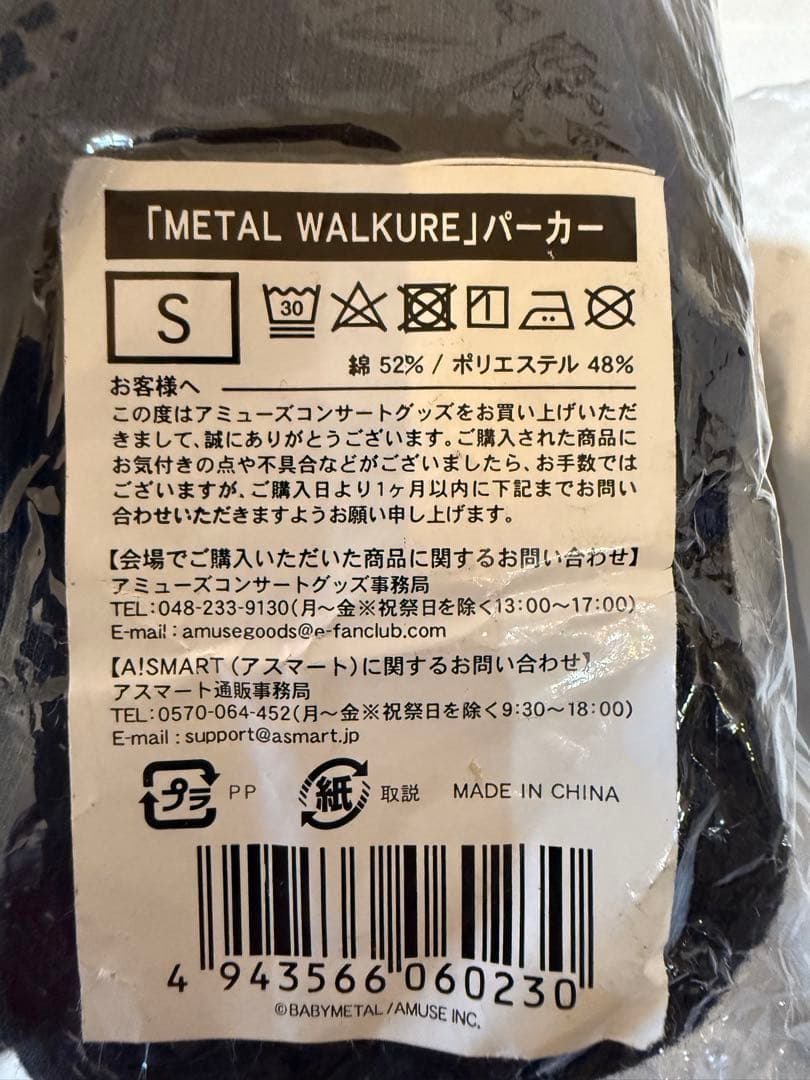 「METAL WALKURE」パーカー
S
30
綿 52% / ポリエステル 48%
お客様へ
この度はアミューズコンサートグッズをお買い上げいただ
きまして、誠にありがとうございます。ご購入された商品に
お気付きの点や不具合などがございましたら、お手数では
ございますが、ご購入日より1ヶ月以内に下記までお問い
合わせいただきますようお願い申し上げます。
【会場でご購入いただいた商品に関するお問い合わせ】
アミューズコンサートグッズ事務局
TEL:048-233-9130(月～金※祝祭日を除く13:00～17:00)
E-mail : amusegoods@e-fanclub.com
【A!SMART(アスマート)に関するお問い合わせ】
アスマート通販事務局
TEL:0570-064-452(月～金※祝祭日を除く9:30～18:00)
E-mail : support@asmart.jp
プラ PP 紙 取説 MADE IN CHINA
4 943566 060230
©BABYMETAL/AMUSE INC.